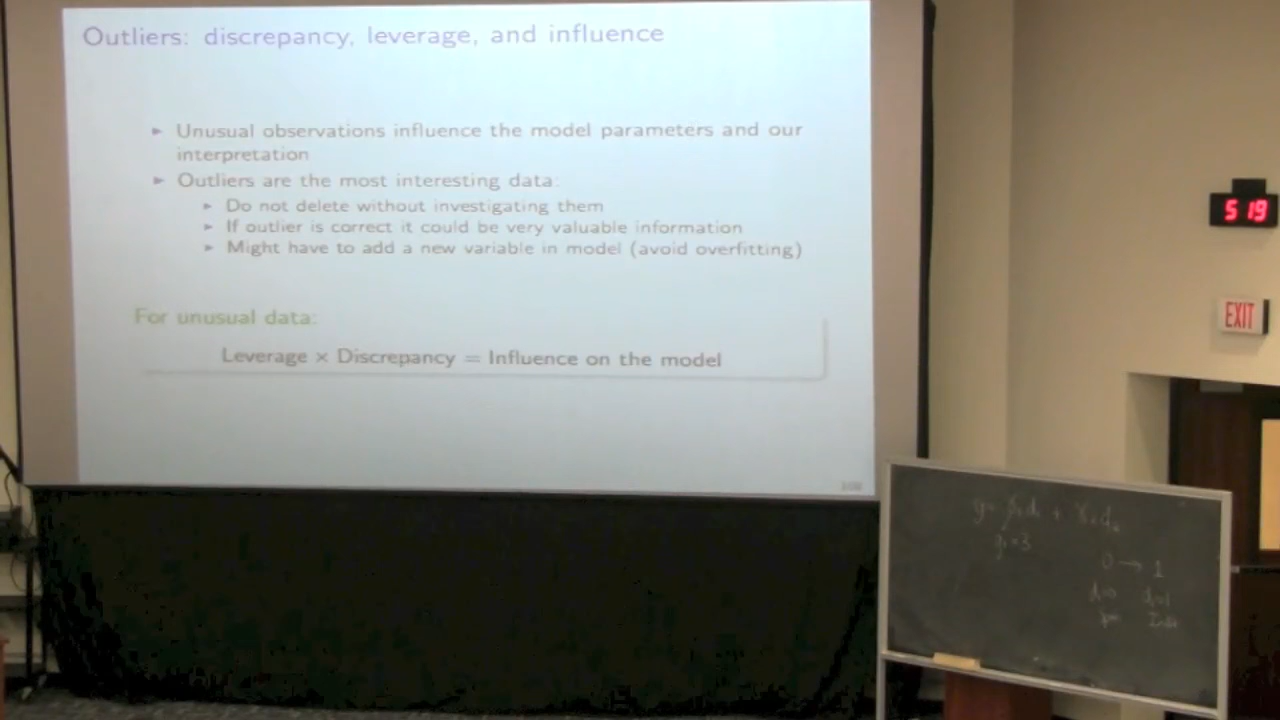 Outliers: discrepancy, leverage, and influence
► Unusual observations influence the model parameters and our
interpretation
► Outliers are the most interesting data:
► Do not delete without investigating them
► If outlier is correct it could be very valuable information
► Might have to add a new variable in model (avoid overfitting)
For unusual data:
Leverage × Discrepancy = Influence on the model
5 19
EXIT
0 → 1